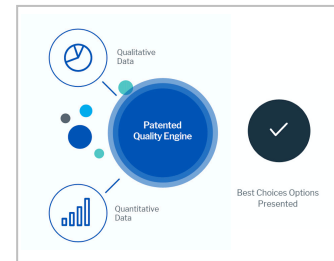 Qualitative
Data
Patented
Quality Engine
Best Choices Options
Presented
Quantitative
Data